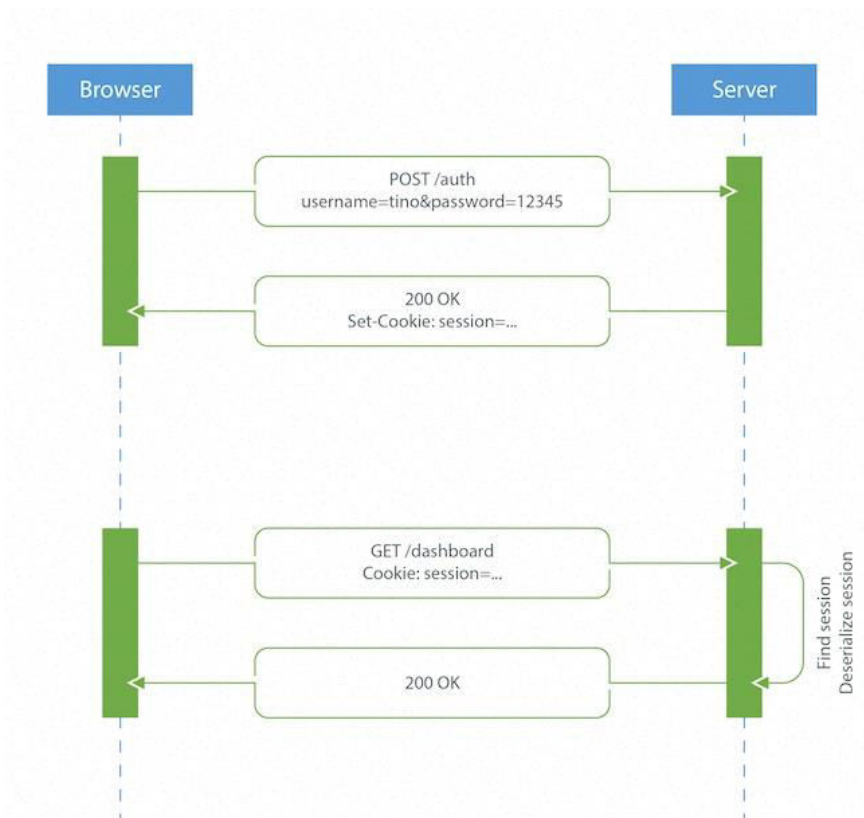 Browser
Server
POST /auth
username=tino&password=12345
200 OK
Set-Cookie: session=...
GET /dashboard
Cookie: session=...
Find session
Deserialize session
200 OK